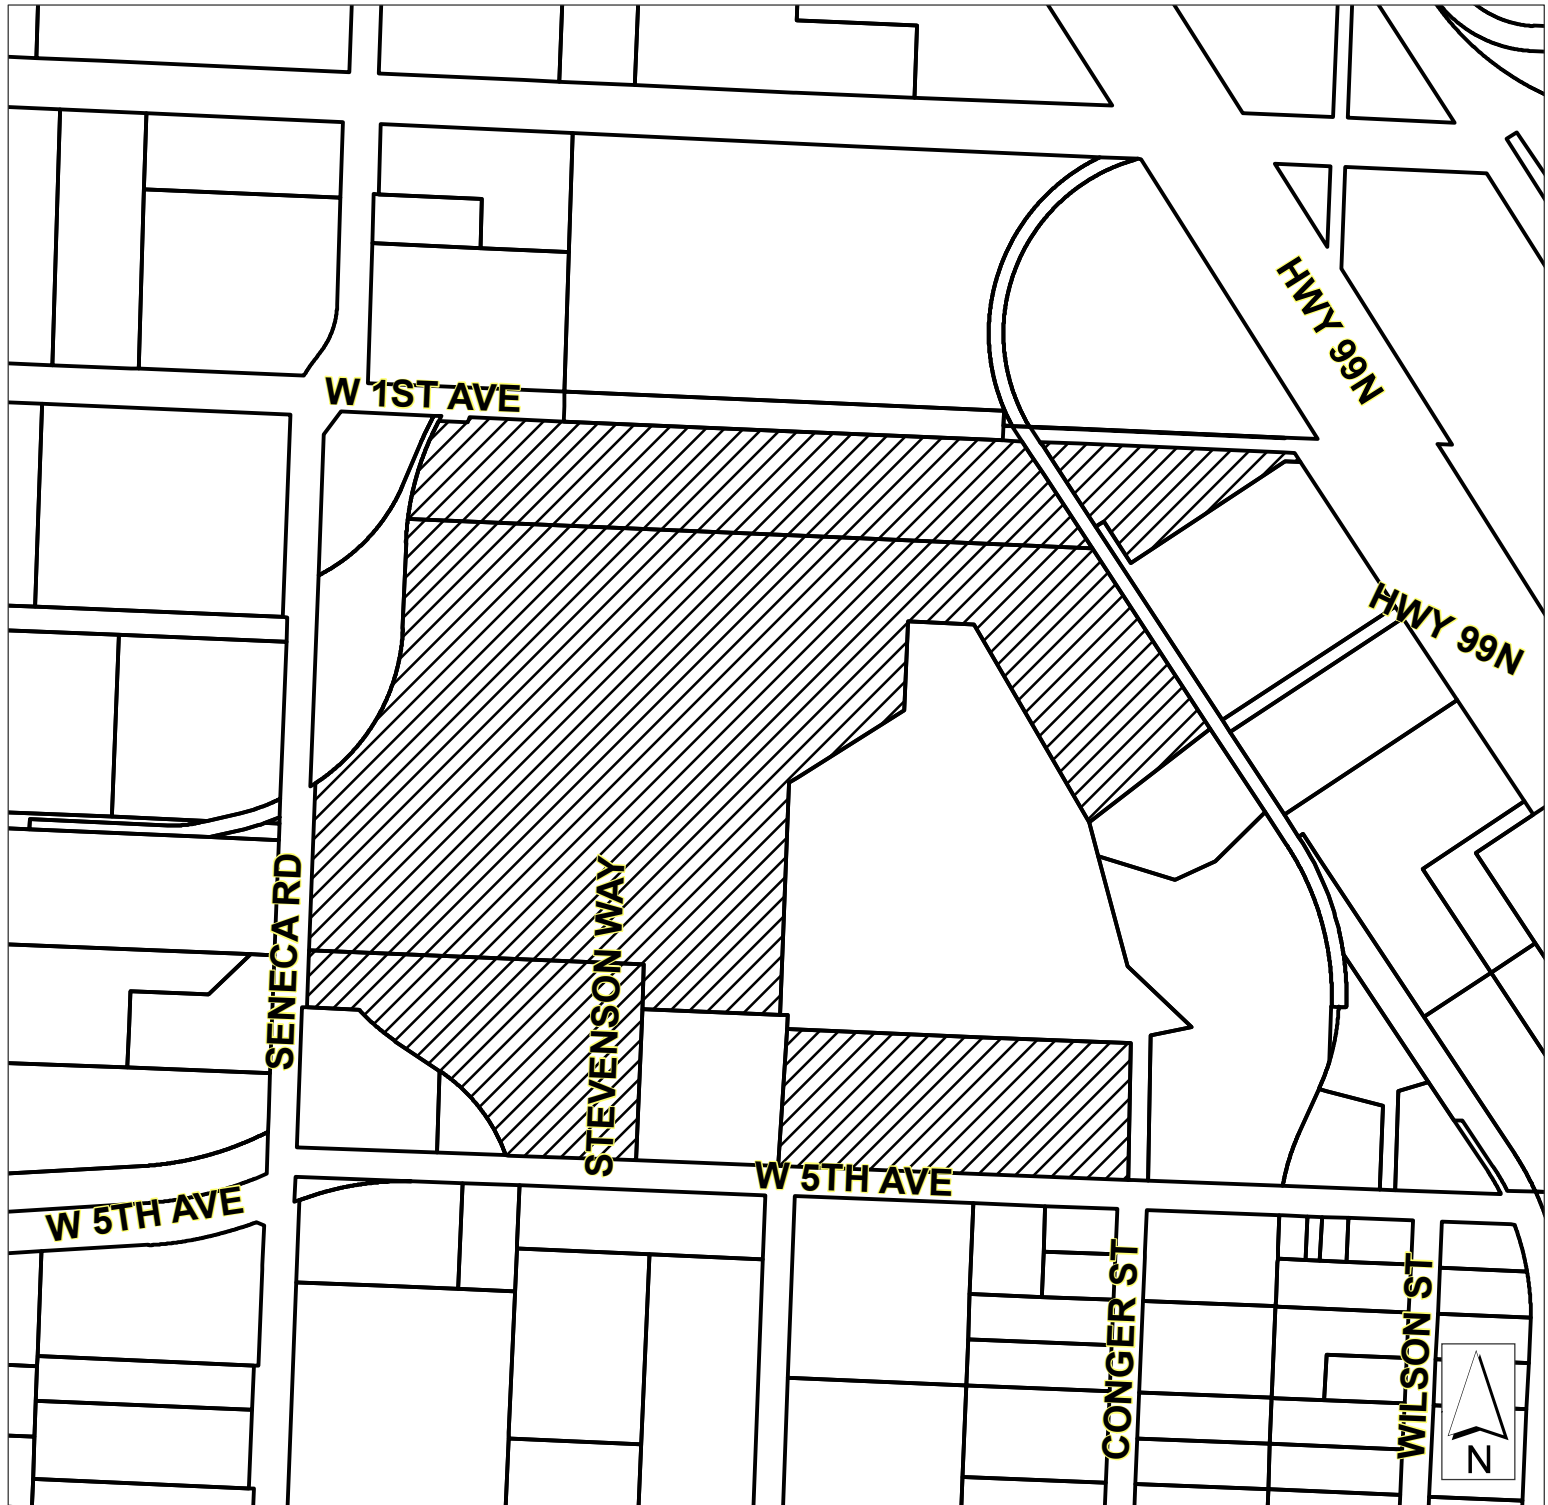 HWY 99N
W 1ST AVE
HWY 99N
SENECA RD
STEVENSON WAY
W 5TH AVE
W 5TH AVE
CONGER ST
WILSON ST
N